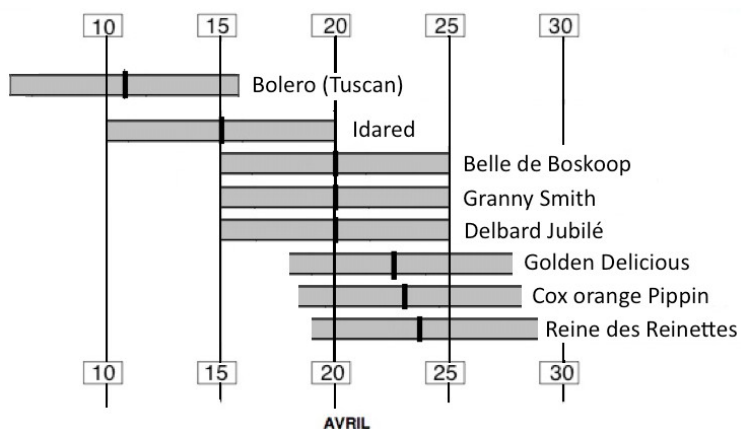 10 15 20 25 30
Bolero (Tuscan)
Idared
Belle de Boskoop
Granny Smith
Delbard Jubilé
Golden Delicious
Cox orange Pippin
Reine des Reinettes
10 15 20 25 30
AVRIL